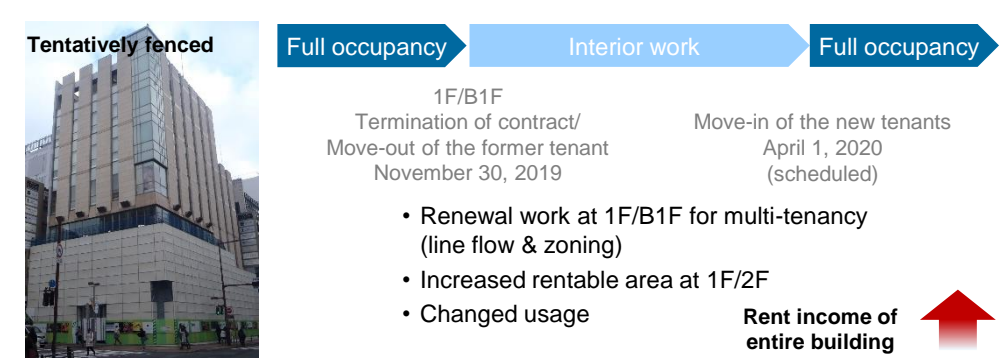 Tentatively fenced
Full occupancy
Interior work
Full occupancy
1F/B1F
Termination of contract/
Move-out of the former tenant
November 30, 2019
Move-in of the new tenants
April 1, 2020
(scheduled)
• Renewal work at 1F/B1F for multi-tenancy
(line flow & zoning)
• Increased rentable area at 1F/2F
• Changed usage
Rent income of
entire building